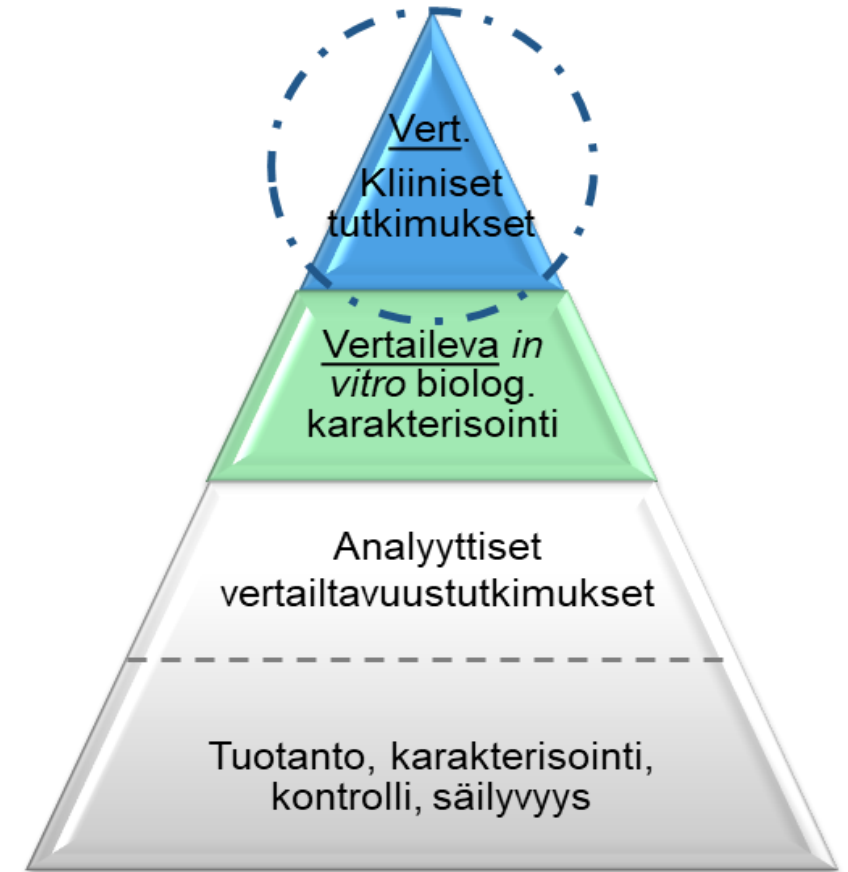 Vert.
Kliiniset
tutkimukset
Vertaileva in
vitro biolog.
karakterisointi
Analyyttiset
vertailtavuustutkimukset
Tuotanto, karakterisointi,
kontrolli, säilyvyys